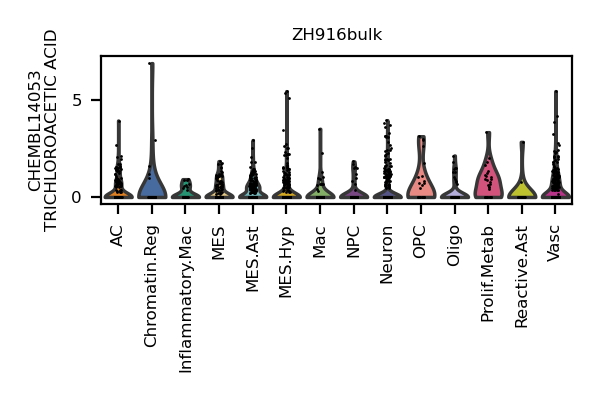 ZH916bulk
CHEMBL14053
TRICHLOROACETIC ACID
5
0
AC
Chromatin.Reg
Inflammatory.Mac
MES
MES.Ast
MES.Hyp
Mac
NPC
Neuron
OPC
Oligo
Prolif.Metab
Reactive.Ast
Vasc